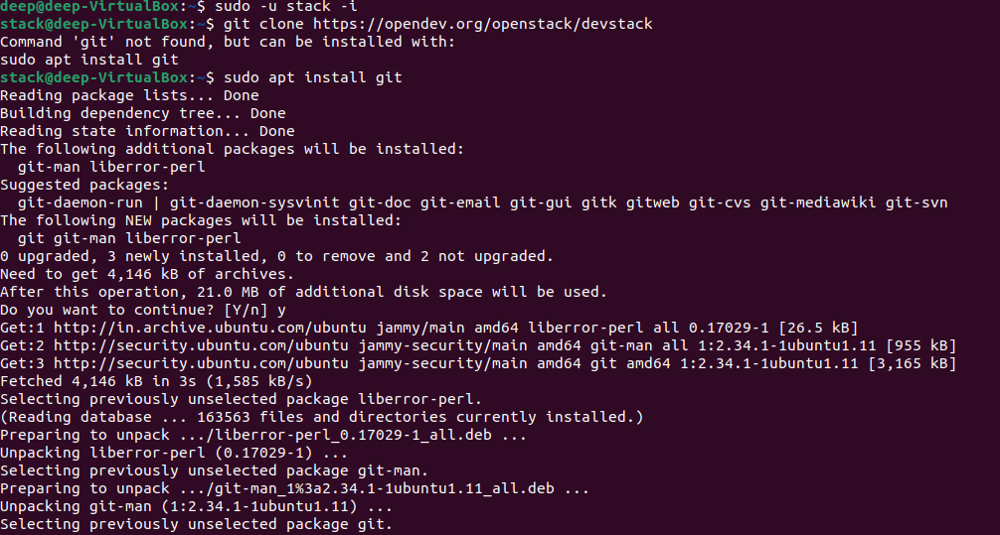 deep@deep-VirtualBox:~$ sudo -u stack -i
stack@deep-VirtualBox:~$ git clone https://opendev.org/openstack/devstack
Command 'git' not found, but can be installed with:
sudo apt install git
stack@deep-VirtualBox:~$ sudo apt install git
Reading package lists... Done
Building dependency tree... Done
Reading state information... Done
The following additional packages will be installed:
  git-man liberror-perl
Suggested packages:
  git-daemon-run | git-daemon-sysvinit git-doc git-email git-gui gitk gitweb git-cvs git-mediawiki git-svn
The following NEW packages will be installed:
  git git-man liberror-perl
0 upgraded, 3 newly installed, 0 to remove and 2 not upgraded.
Need to get 4,146 kB of archives.
After this operation, 21.0 MB of additional disk space will be used.
Do you want to continue? [Y/n] y
Get:1 http://in.archive.ubuntu.com/ubuntu jammy/main amd64 liberror-perl all 0.17029-1 [26.5 kB]
Get:2 http://security.ubuntu.com/ubuntu jammy-security/main amd64 git-man all 1:2.34.1-1ubuntu1.11 [955 kB]
Get:3 http://security.ubuntu.com/ubuntu jammy-security/main amd64 git amd64 1:2.34.1-1ubuntu1.11 [3,165 kB]
Fetched 4,146 kB in 3s (1,585 kB/s)
Selecting previously unselected package liberror-perl.
(Reading database ... 163563 files and directories currently installed.)
Preparing to unpack .../liberror-perl_0.17029-1_all.deb ...
Unpacking liberror-perl (0.17029-1) ...
Selecting previously unselected package git-man.
Preparing to unpack .../git-man_1%3a2.34.1-1ubuntu1.11_all.deb ...
Unpacking git-man (1:2.34.1-1ubuntu1.11) ...
Selecting previously unselected package git.